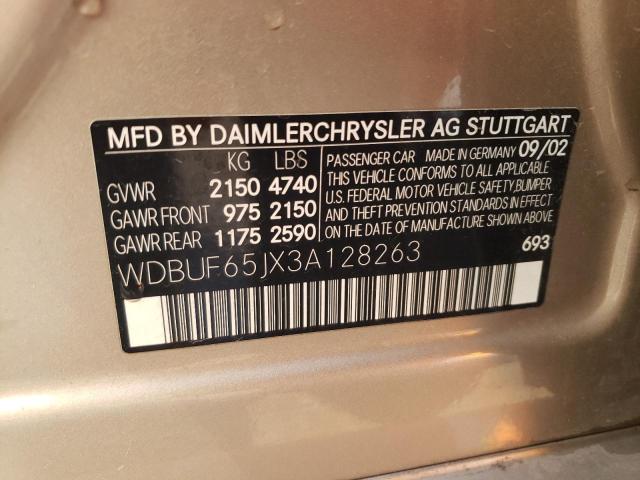 MFD BY DAIMLERCHRYSLER AG STUTTGART
KG LBS
GVWR 2150 4740
GAWR FRONT 975 2150
GAWR REAR 1175 2590
PASSENGER CAR MADE IN GERMANY 09/02
THIS VEHICLE CONFORMS TO ALL APPLICABLE
U.S. FEDERAL MOTOR VEHICLE SAFETY, BUMPER
AND THEFT PREVENTION STANDARDS IN EFFECT
ON THE DATE OF MANUFACTURE SHOWN ABOVE
693
WDBUF65JX3A128263